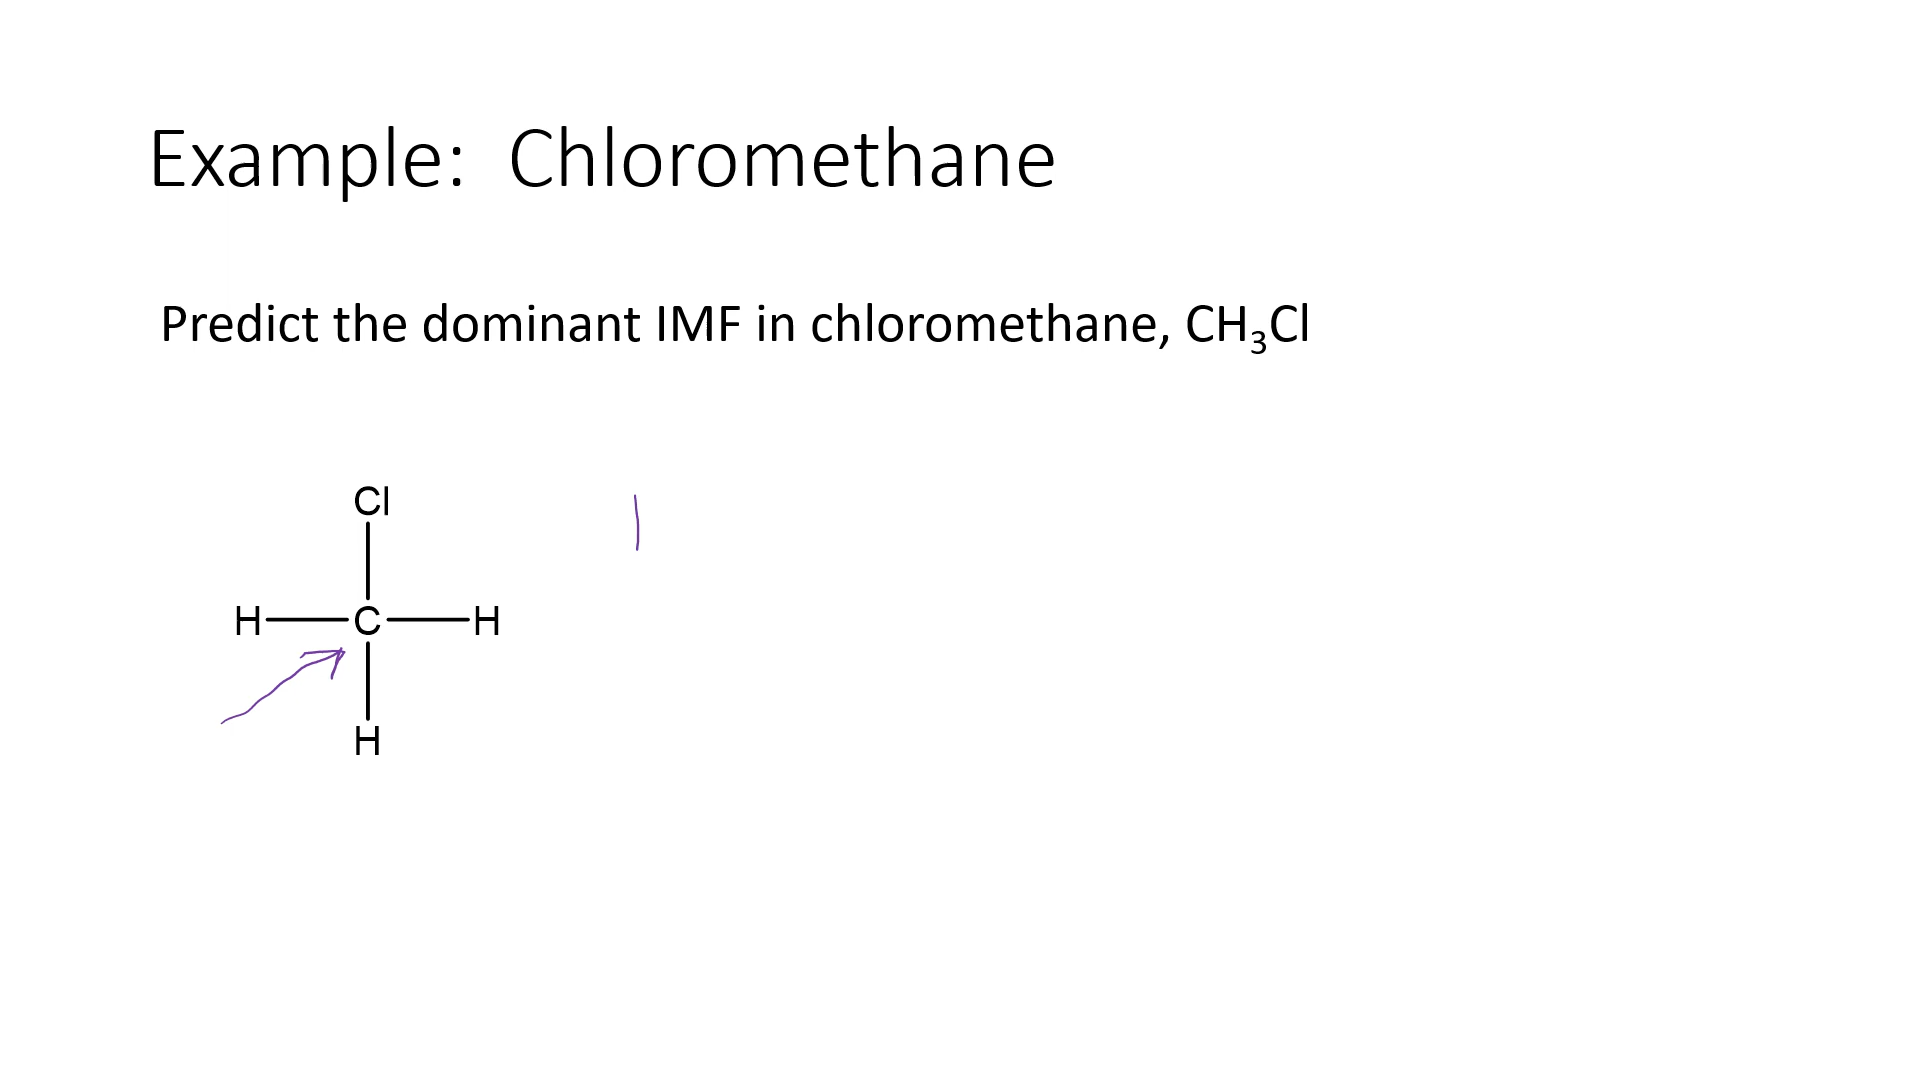 Example: Chloromethane
Predict the dominant IMF in chloromethane, CH₃Cl
Cl
H C H
H